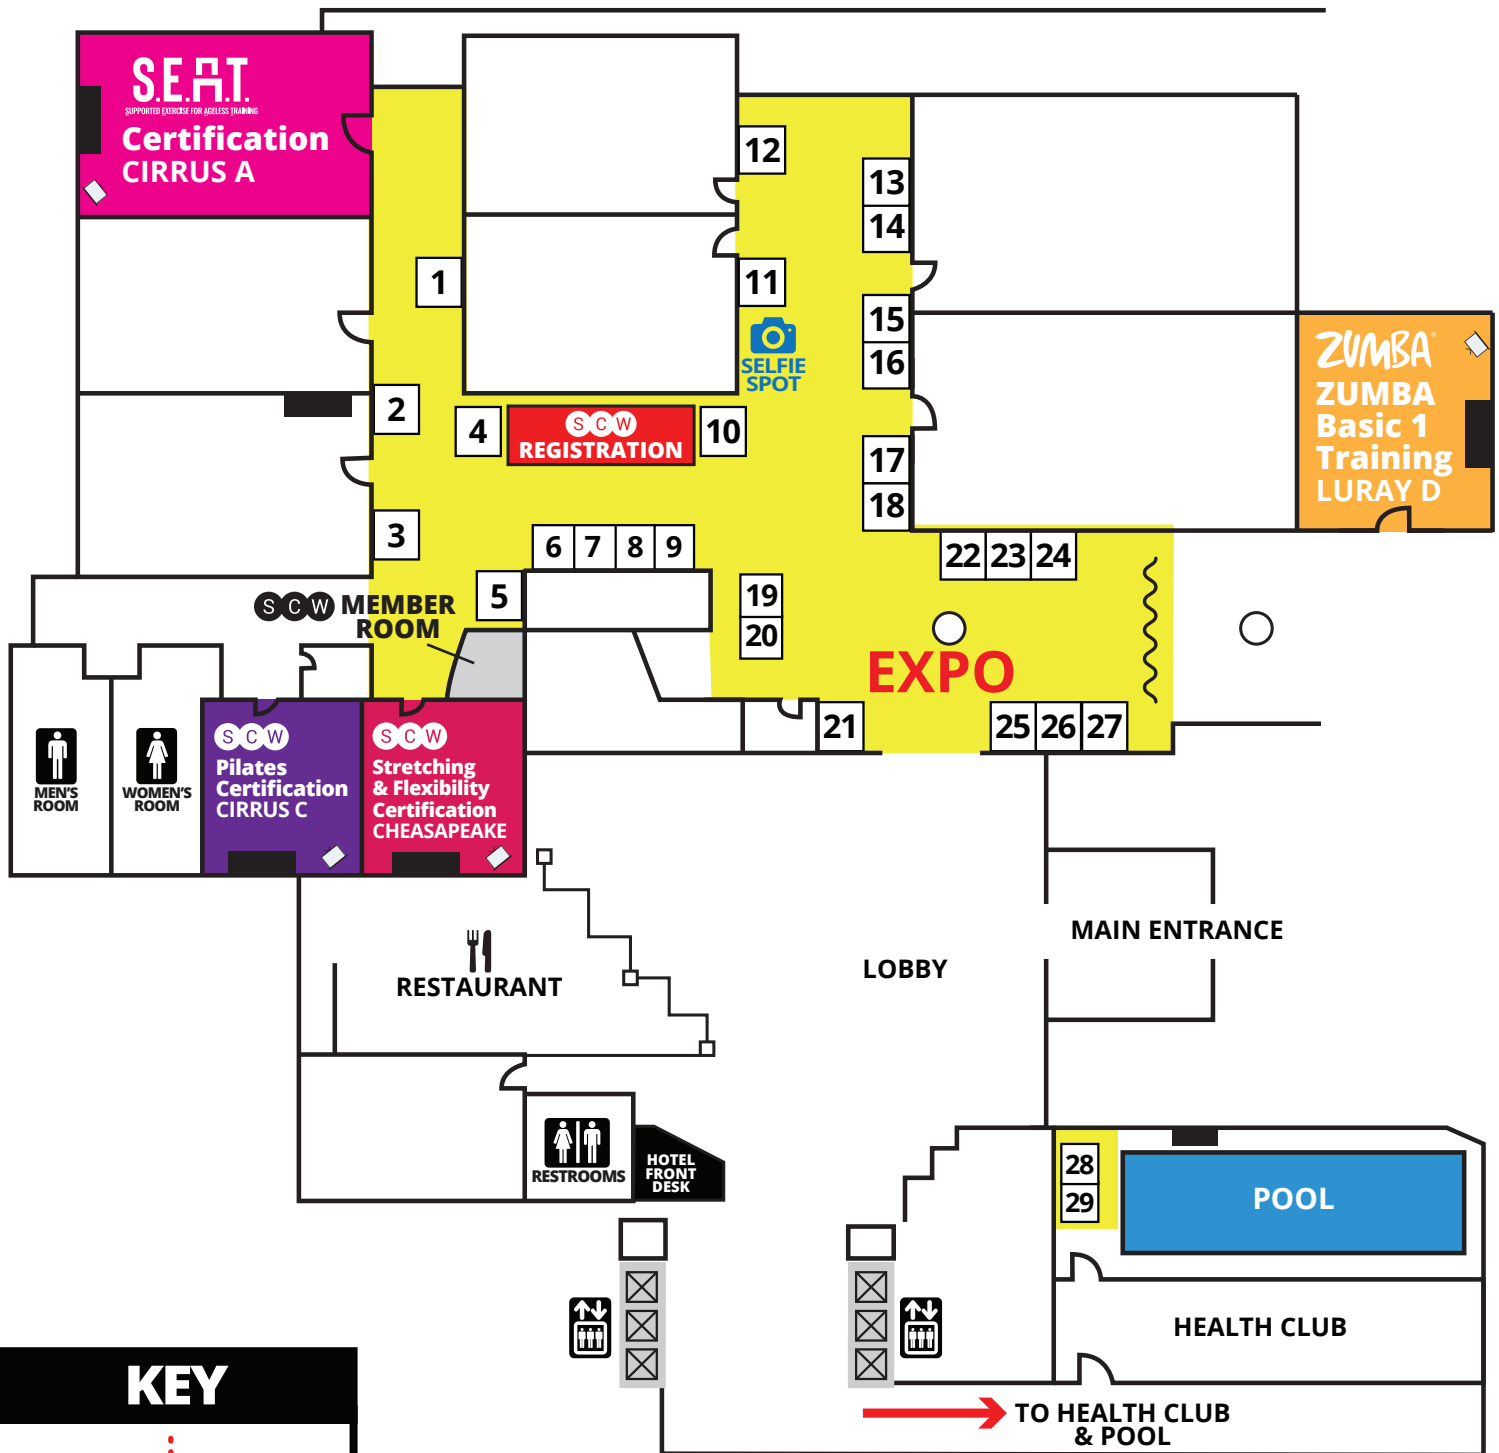 S.E.A.T.
SUPPORTED EXERCISE FOR AGELESS TRAINING
Certification
CIRRUS A
1
2
3
4
SCW
REGISTRATION
10
12
11
SELFIE
SPOT
13
14
15
16
17
18
ZUMBA
ZUMBA
Basic 1
Training
LURAY D
5
6 7 8 9
19
20
21
22 23 24
EXPO
25 26 27
SCW MEMBER
ROOM
MEN'S
ROOM
WOMEN'S
ROOM
SCW
Pilates
Certification
CIRRUS C
SCW
Stretching
& Flexibility
Certification
CHEASAPEAKE
RESTAURANT
LOBBY
MAIN ENTRANCE
RESTROOMS
HOTEL
FRONT
DESK
28
29
POOL
HEALTH CLUB
TO HEALTH CLUB
& POOL
KEY